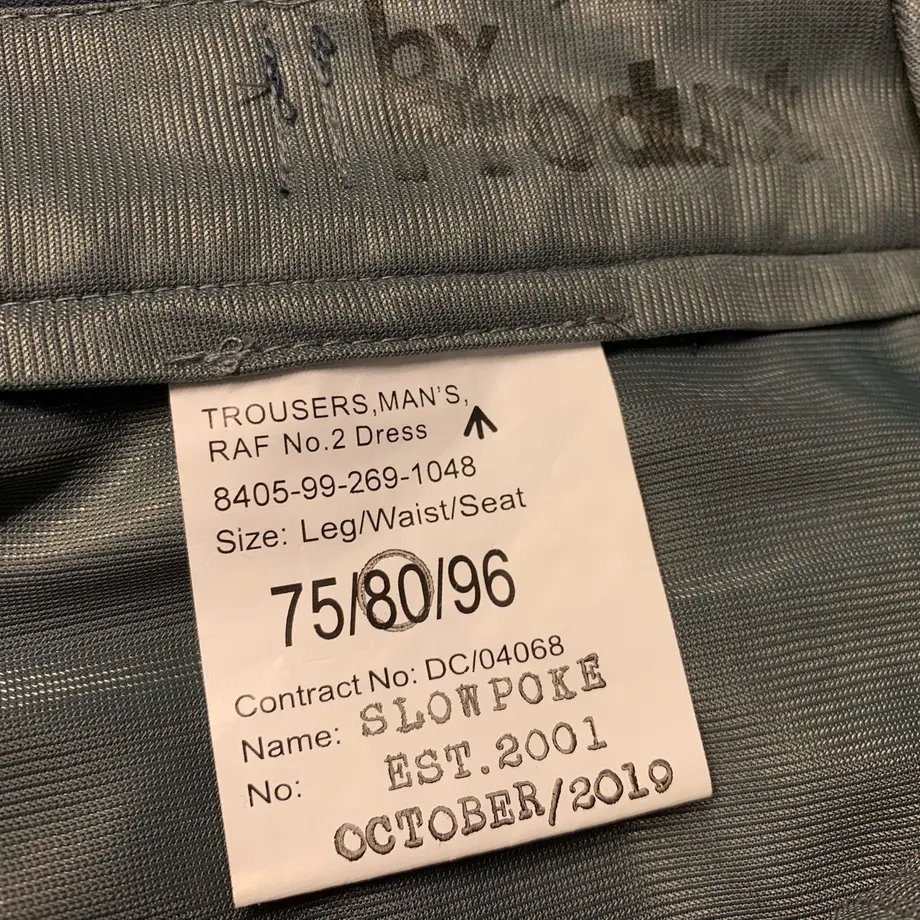 by
Product
TROUSERS,MAN'S,
RAF No.2 Dress
8405-99-269-1048
Size: Leg/Waist/Seat
75/80/96
Contract No: DC/04068
Name: SLOWPOKE
No: EST.2001
OCTOBER/2019